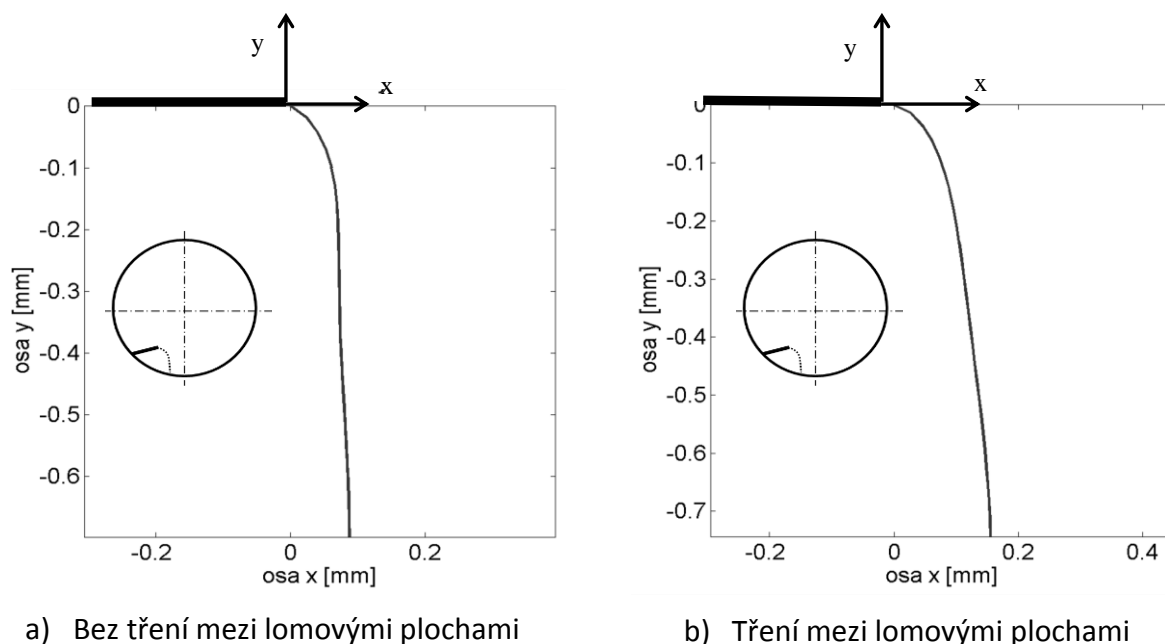 y
x
0
-0.1
-0.2
-0.3
-0.4
-0.5
-0.6
osa y [mm]
-0.2
0
0.2
osa x [mm]
a) Bez tření mezi lomovými plochami
y
x
0
-0.1
-0.2
-0.3
-0.4
-0.5
-0.6
-0.7
osa y [mm]
-0.2
0
0.2
0.4
osa x [mm]
b) Tření mezi lomovými plochami